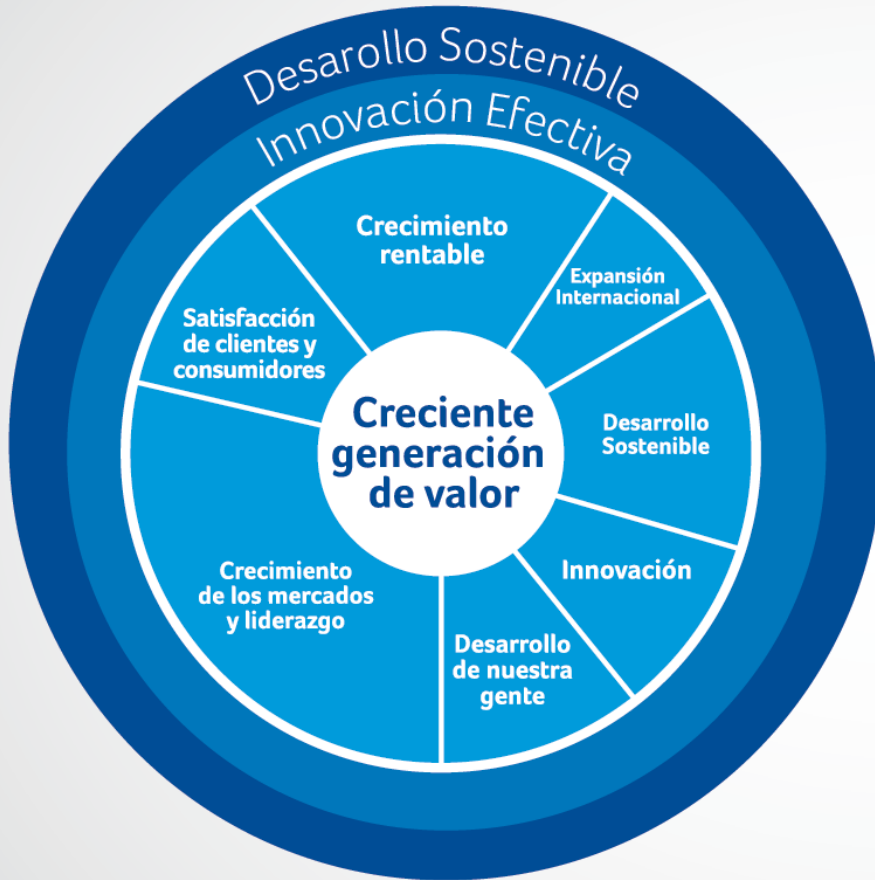 Desarollo Sostenible
Innovación Efectiva
Crecimiento
rentable
Expansión
Internacional
Satisfacción
de clientes y
consumidores
Creciente
generación
de valor
Desarrollo
Sostenible
Innovación
Crecimiento
de los mercados
y liderazgo
Desarrollo
de nuestra
gente